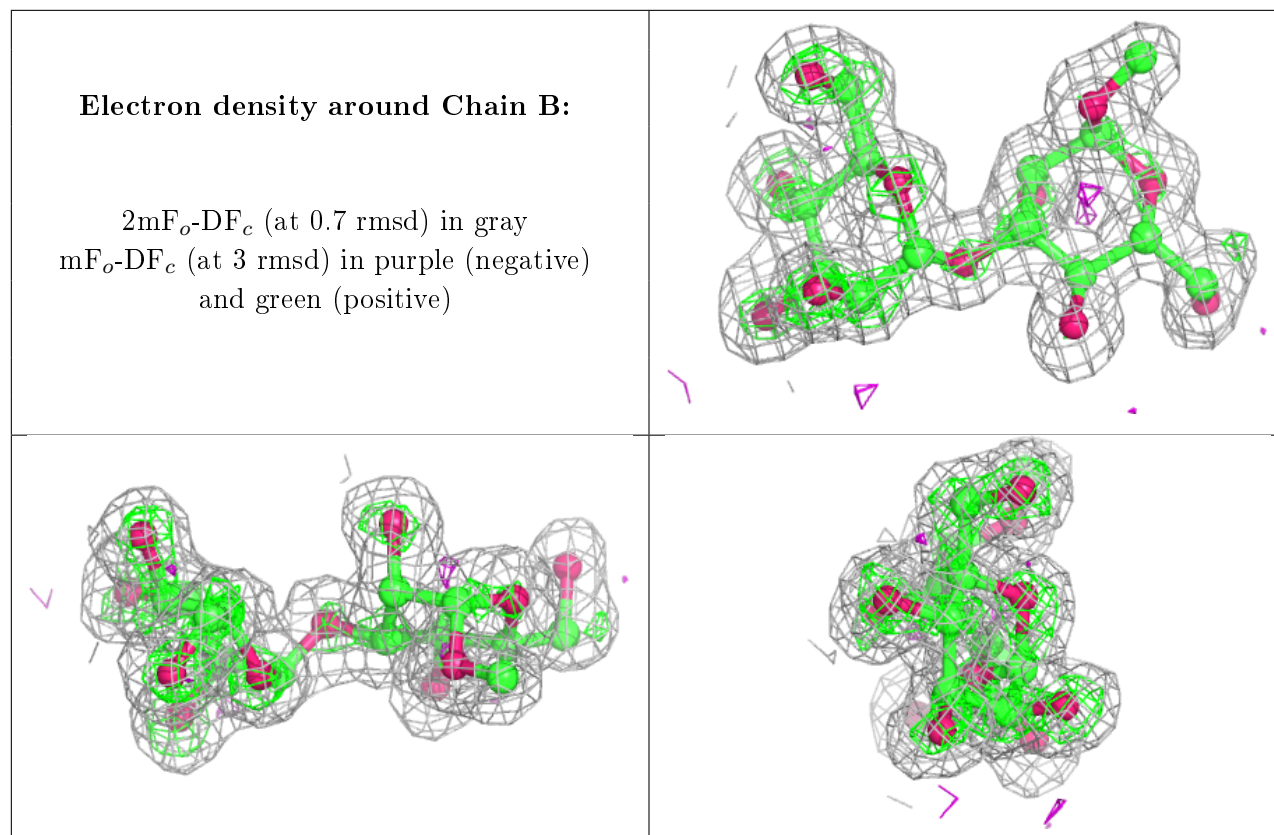 Electron density around Chain B:
2mFo-DFc (at 0.7 rmsd) in gray
mFo-DFc (at 3 rmsd) in purple (negative)
and green (positive)